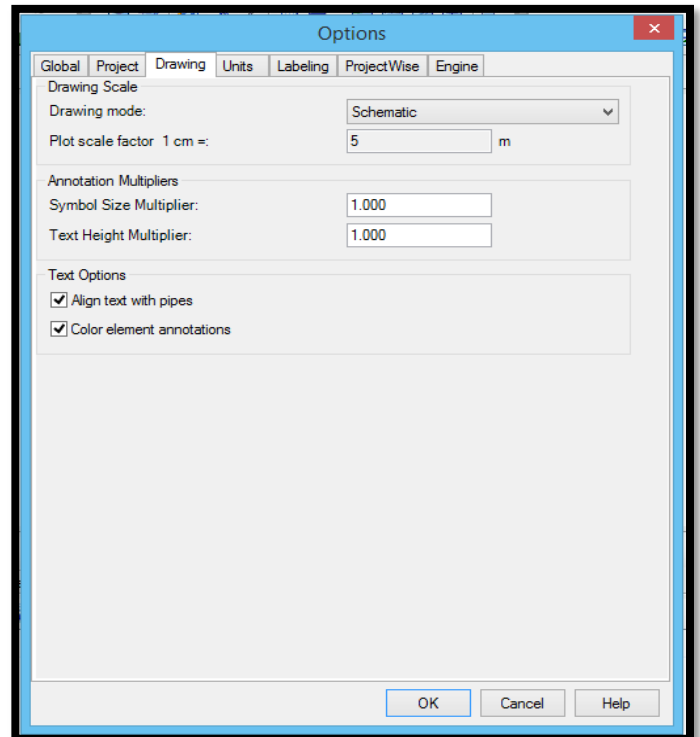 Options
Global Project Drawing Units Labeling ProjectWise Engine
Drawing Scale
Drawing mode: Schematic
Plot scale factor 1 cm =: 5 m
Annotation Multipliers
Symbol Size Multiplier: 1.000
Text Height Multiplier: 1.000
Text Options
Align text with pipes
Color element annotations
OK Cancel Help